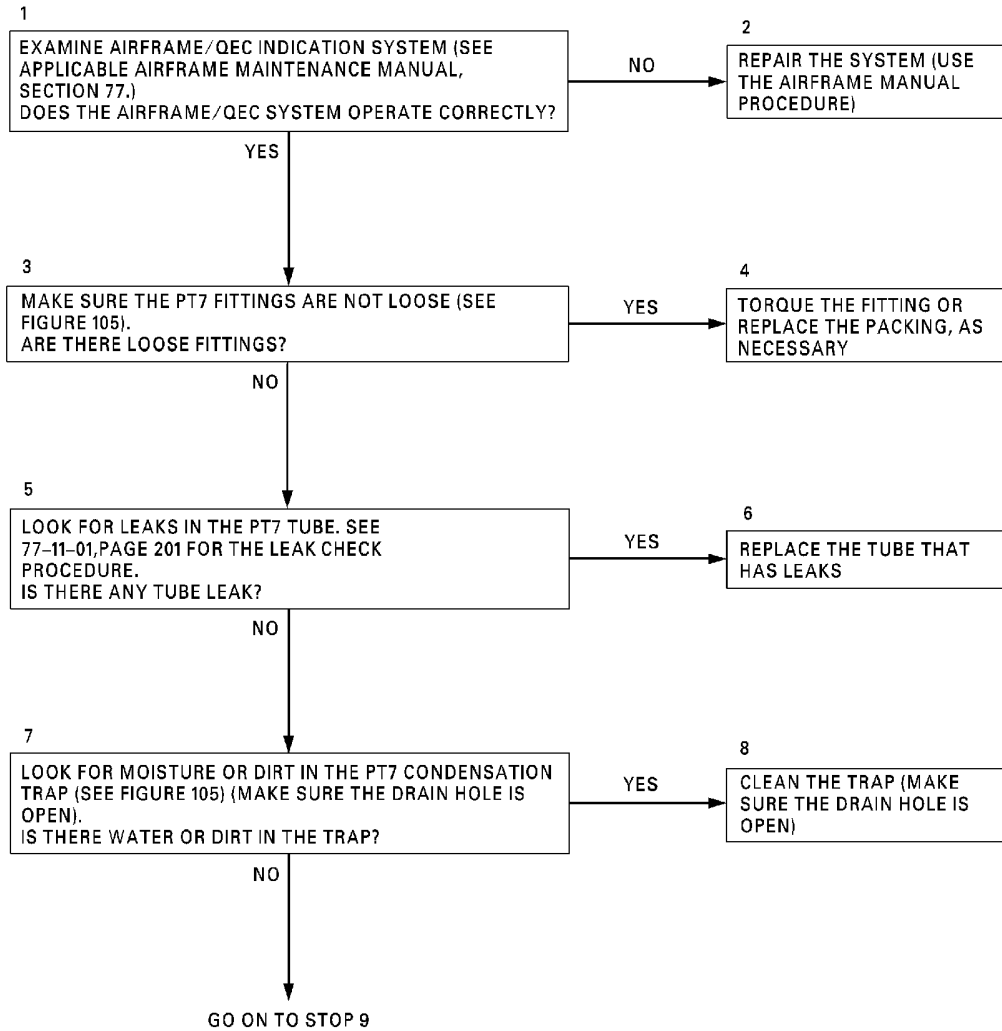 1
EXAMINE AIRFRAME/QEC INDICATION SYSTEM (SEE
APPLICABLE AIRFRAME MAINTENANCE MANUAL,
SECTION 77.)
DOES THE AIRFRAME/QEC SYSTEM OPERATE CORRECTLY?
NO
2
REPAIR THE SYSTEM (USE
THE AIRFRAME MANUAL
PROCEDURE)
YES
3
MAKE SURE THE PT7 FITTINGS ARE NOT LOOSE (SEE
FIGURE 105).
ARE THERE LOOSE FITTINGS?
YES
4
TORQUE THE FITTING OR
REPLACE THE PACKING, AS
NECESSARY
NO
5
LOOK FOR LEAKS IN THE PT7 TUBE. SEE
77-11-01,PAGE 201 FOR THE LEAK CHECK
PROCEDURE.
IS THERE ANY TUBE LEAK?
YES
6
REPLACE THE TUBE THAT
HAS LEAKS
NO
7
LOOK FOR MOISTURE OR DIRT IN THE PT7 CONDENSATION
TRAP (SEE FIGURE 105) (MAKE SURE THE DRAIN HOLE IS
OPEN).
IS THERE WATER OR DIRT IN THE TRAP?
YES
8
CLEAN THE TRAP (MAKE
SURE THE DRAIN HOLE IS
OPEN)
NO
GO ON TO STOP 9